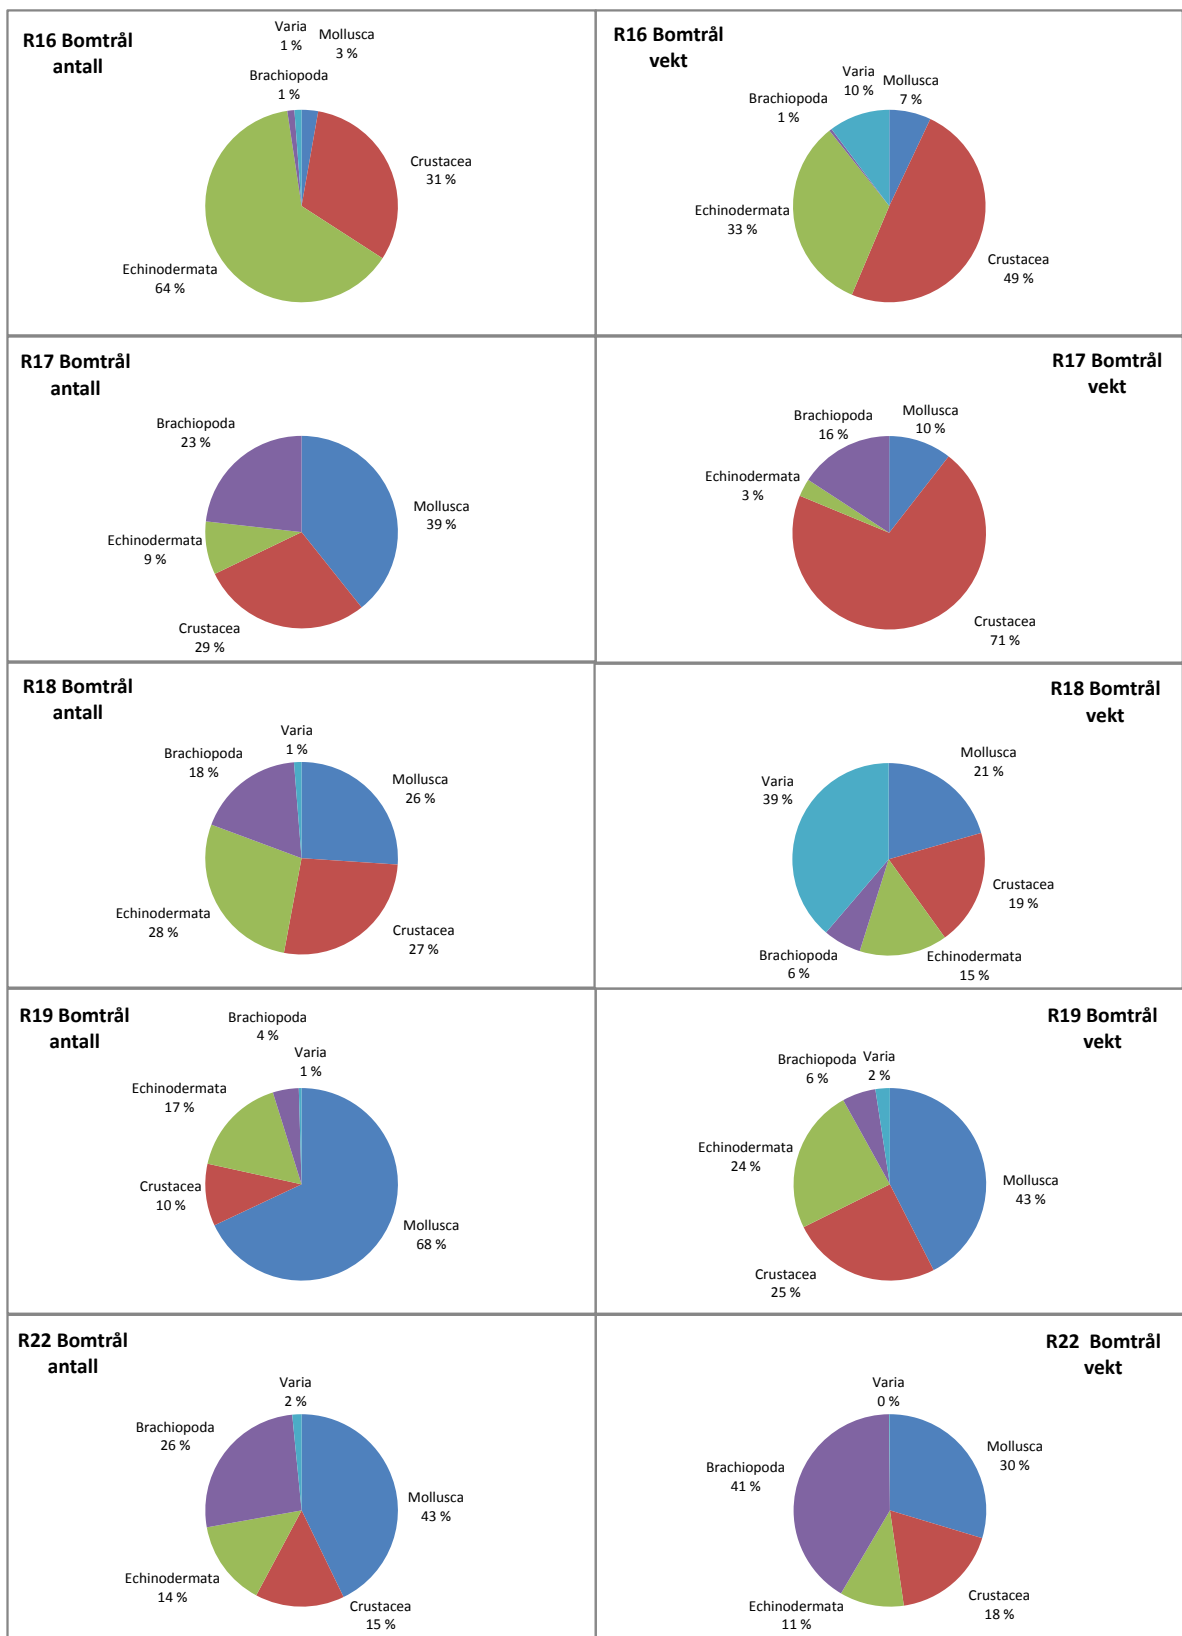 R16 Bomtrål
antall
Varia
1 %
Mollusca
3 %
Brachiopoda
1 %
Crustacea
31 %
Echinodermata
64 %
R16 Bomtrål
vekt
Varia
10 %
Mollusca
7 %
Brachiopoda
1 %
Echinodermata
33 %
Crustacea
49 %
R17 Bomtrål
antall
Brachiopoda
23 %
Mollusca
39 %
Echinodermata
9 %
Crustacea
29 %
R17 Bomtrål
vekt
Brachiopoda
16 %
Mollusca
10 %
Echinodermata
3 %
Crustacea
71 %
R18 Bomtrål
antall
Varia
1 %
Brachiopoda
18 %
Mollusca
26 %
Echinodermata
28 %
Crustacea
27 %
R18 Bomtrål
vekt
Mollusca
21 %
Varia
39 %
Crustacea
19 %
Brachiopoda
6 %
Echinodermata
15 %
R19 Bomtrål
antall
Brachiopoda
4 %
Varia
1 %
Echinodermata
17 %
Crustacea
10 %
Mollusca
68 %
R19 Bomtrål
vekt
Brachiopoda
6 %
Varia
2 %
Echinodermata
24 %
Mollusca
43 %
Crustacea
25 %
R22 Bomtrål
antall
Varia
2 %
Brachiopoda
26 %
Mollusca
43 %
Echinodermata
14 %
Crustacea
15 %
R22  Bomtrål
vekt
Varia
0 %
Mollusca
30 %
Brachiopoda
41 %
Echinodermata
11 %
Crustacea
18 %